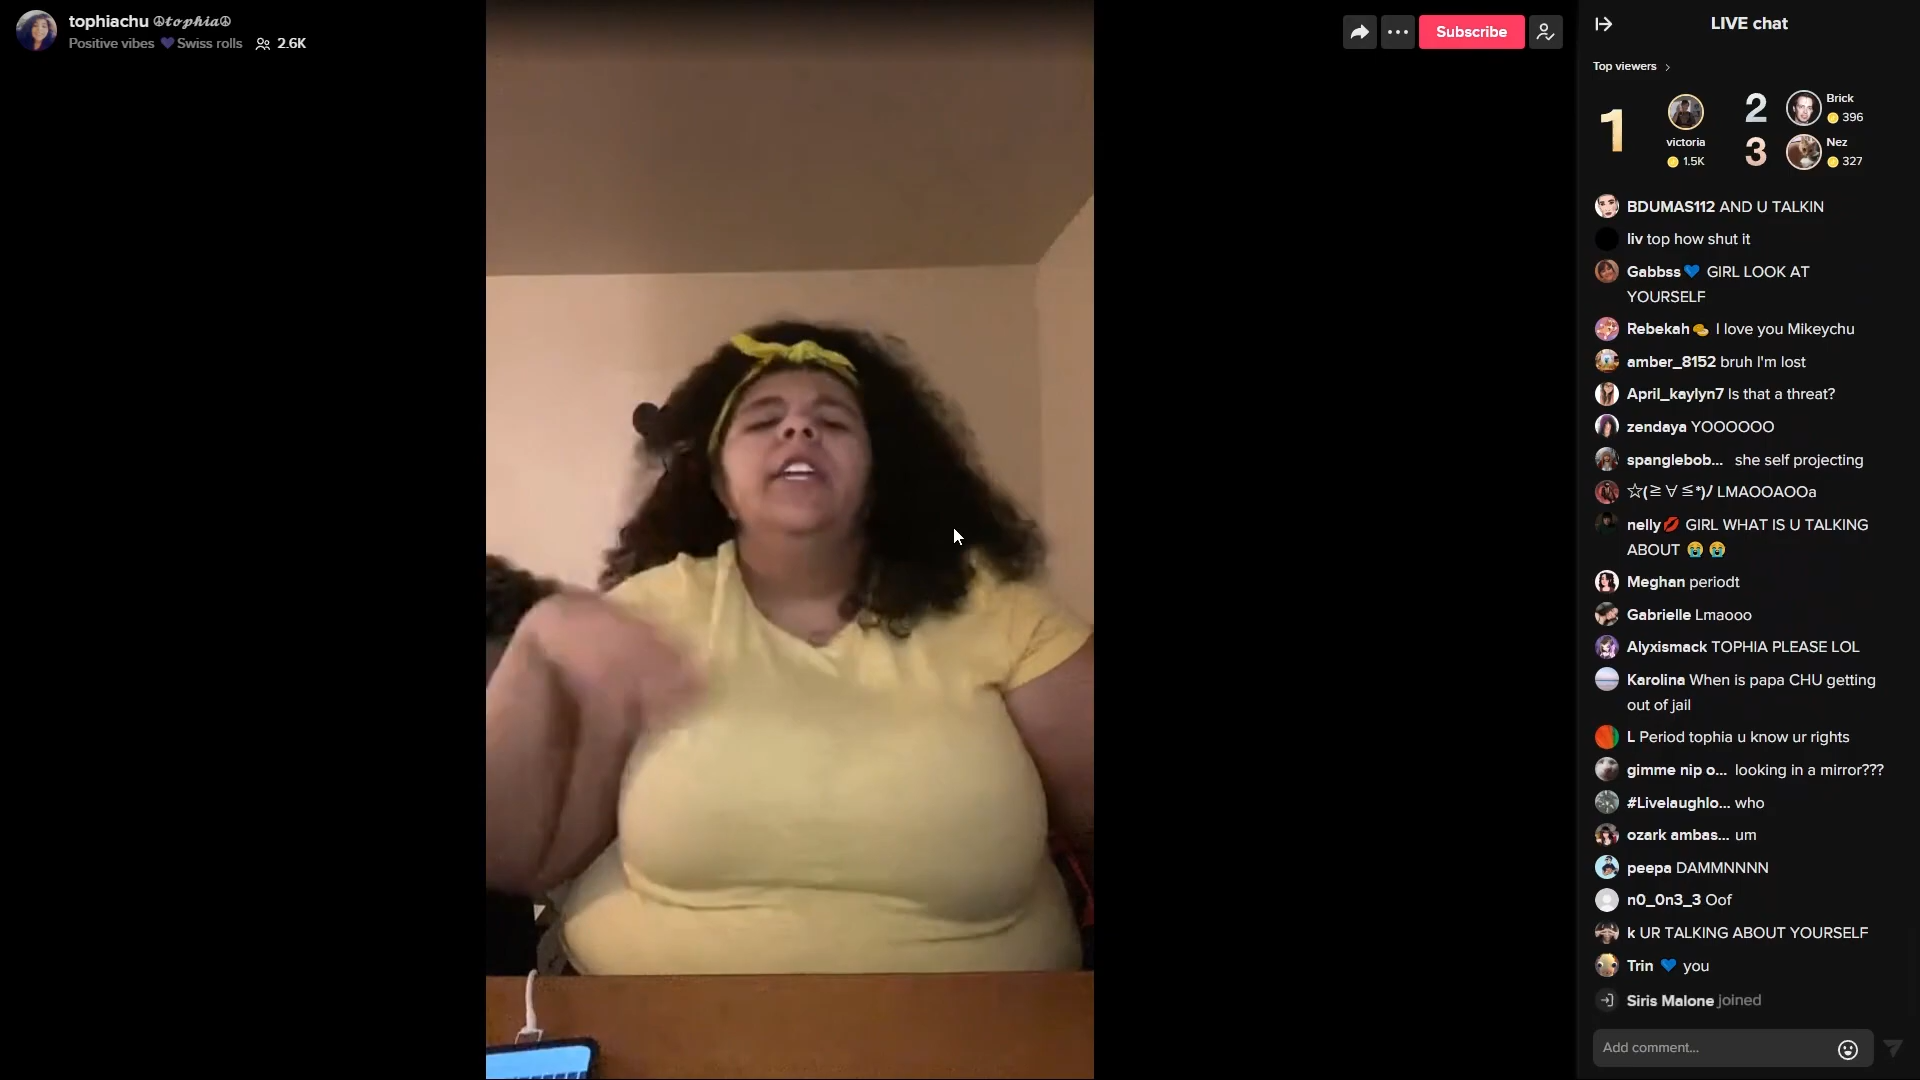 tophiachu ☮𝓽𝓸𝓹𝓱𝓲𝓪☮
Positive vibes 💜Swiss rolls 2.6K
Subscribe
LIVE chat
Top viewers
1
victoria
1.5K
2
Brick
396
3
Nez
327
BDUMAS112 AND U TALKIN
liv top how shut it
Gabbss💙 GIRL LOOK AT
YOURSELF
Rebekah🥔 I love you Mikeychu
amber_8152 bruh I'm lost
April_kaylyn7 Is that a threat?
zendaya YOOOOOO
spanglebob... she self projecting
☆(≧∀≦*)ﾉ LMAOOAOOa
nelly💋 GIRL WHAT IS U TALKING
ABOUT 😭 😭
Meghan periodt
Gabrielle Lmaooo
Alyxismack TOPHIA PLEASE LOL
Karolina When is papa CHU getting
out of jail
L Period tophia u know ur rights
gimme nip o... looking in a mirror???
#Livelaughlo... who
ozark ambas... um
peepa DAMMNNNN
n0_0n3_3 Oof
k UR TALKING ABOUT YOURSELF
Trin 💙 you
Siris Malone joined
Add comment...